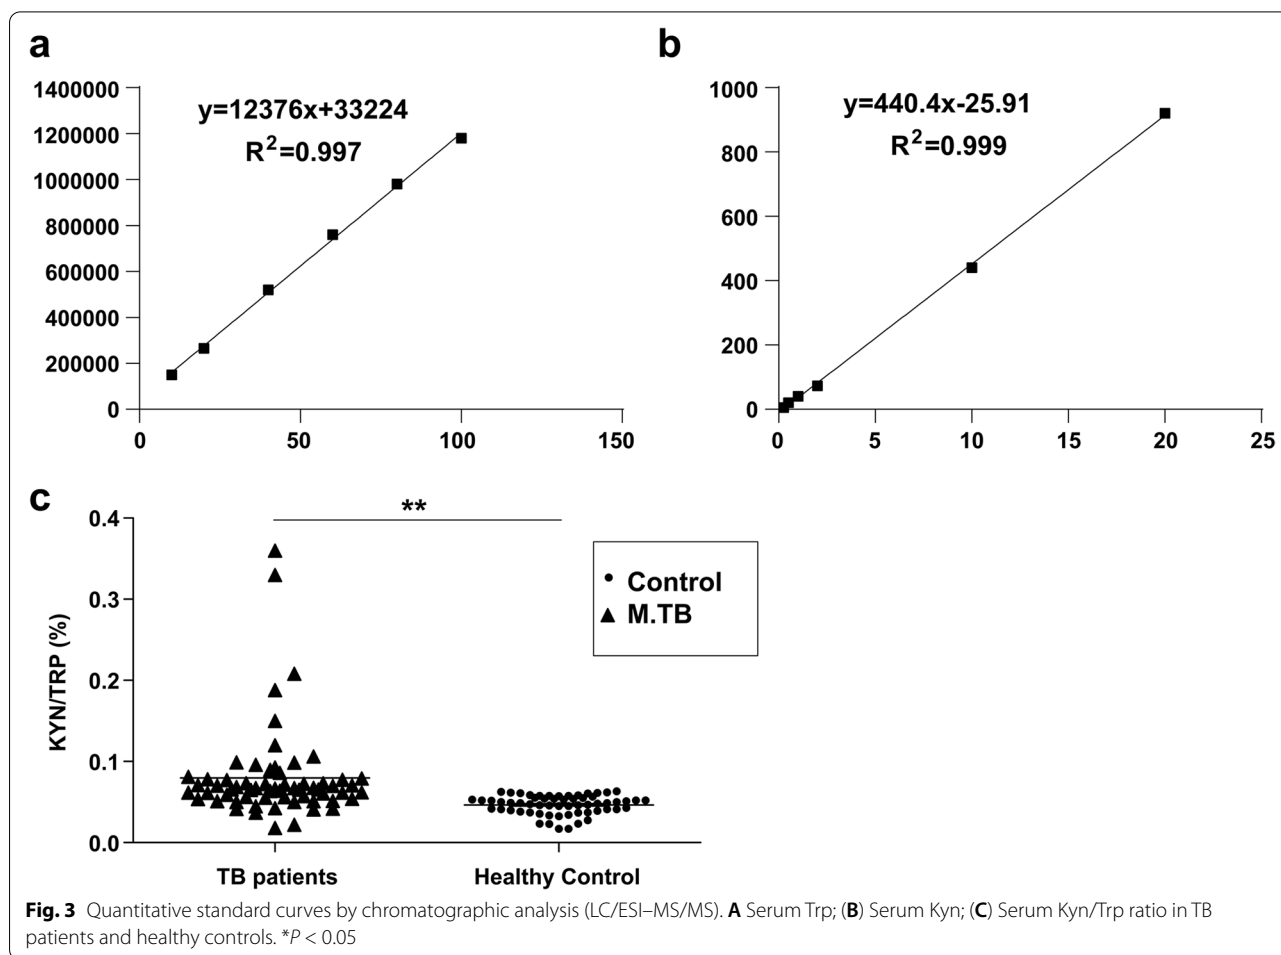 a
1400000
1200000
1000000
800000
600000
400000
200000
0
0 50 100 150
y=12376x+33224
R²=0.997
b
1000
800
600
400
200
0
0 5 10 15 20 25
y=440.4x-25.91
R²=0.999
c
0.4
0.3
0.2
0.1
0.0
KYN/TRP (%)
**
Control
M.TB
TB patients Healthy Control
Fig. 3 Quantitative standard curves by chromatographic analysis (LC/ESI–MS/MS). A Serum Trp; (B) Serum Kyn; (C) Serum Kyn/Trp ratio in TB
patients and healthy controls. *P < 0.05